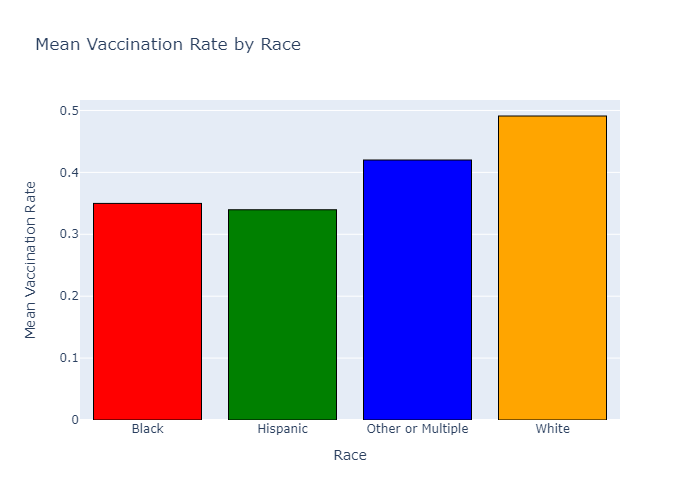 Mean Vaccination Rate by Race
Mean Vaccination Rate
0.5
0.4
0.3
0.2
0.1
0
Black
Hispanic
Other or Multiple
White
Race